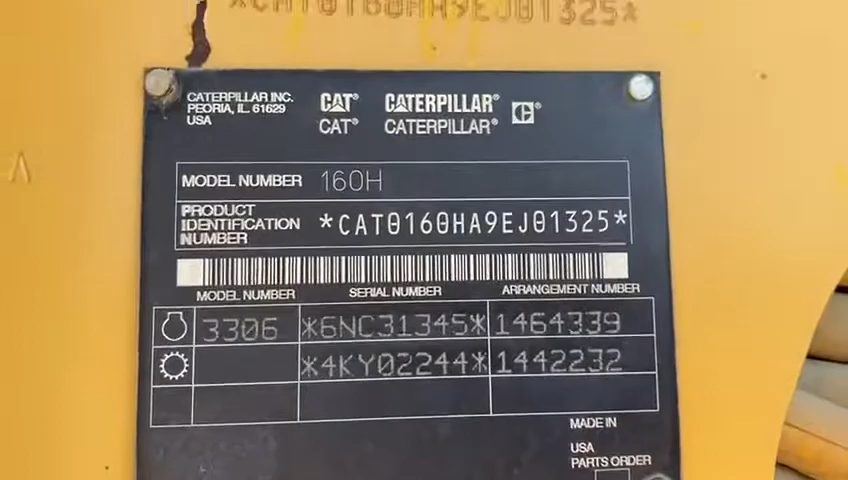 *CAT0160HA9EJ01325*
CATERPILLAR INC.
PEORIA, IL. 61629
USA
CAT® CATERPILLAR® C®
CAT® CATERPILLAR®
MODEL NUMBER 160H
PRODUCT
IDENTIFICATION
NUMBER
*CAT0160HA9EJ01325*
MODEL NUMBER SERIAL NUMBER ARRANGEMENT NUMBER
3306 *6NC31345* 1464339
*4KY02244* 1442232
MADE IN
USA
PARTS ORDER